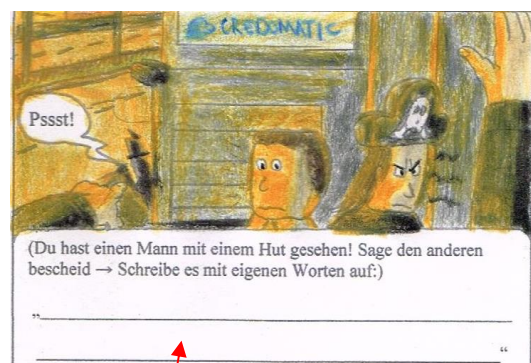 CREDOMATIC
Pssst!
(Du hast einen Mann mit einem Hut gesehen! Sage den anderen
bescheid → Schreibe es mit eigenen Worten auf:)
„
“